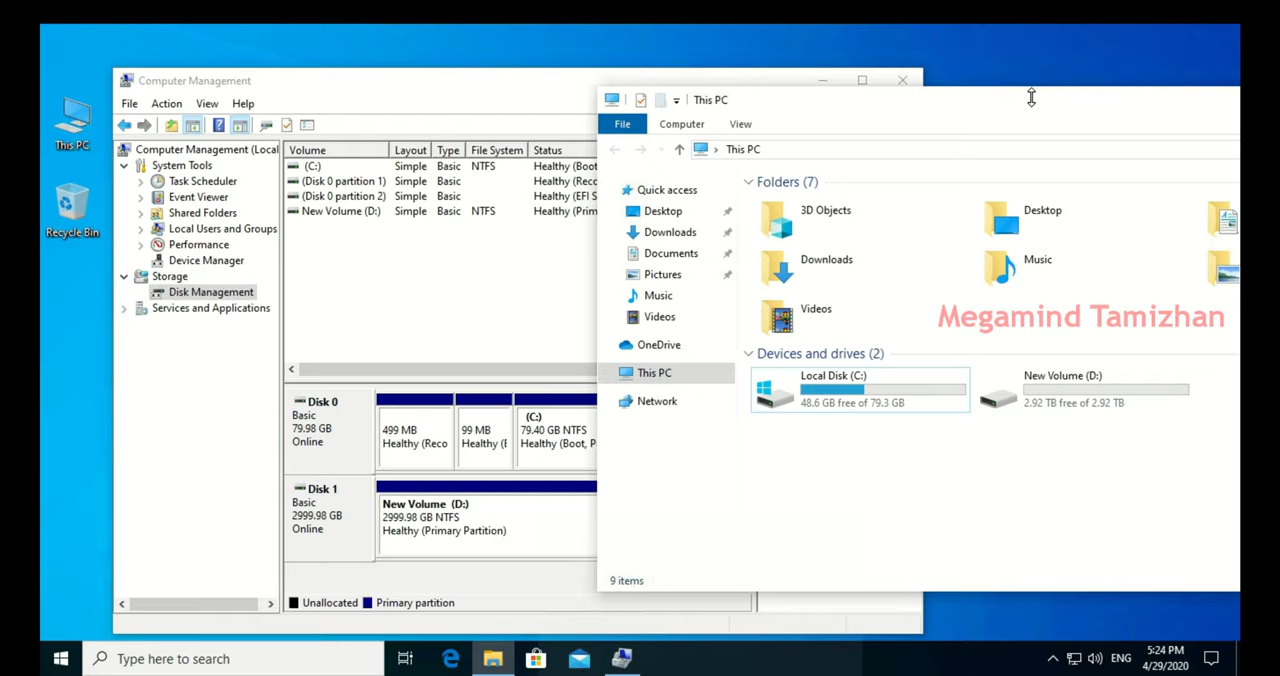 This PC
Recycle Bin
Computer Management
File Action View Help
Computer Management (Local
System Tools
Task Scheduler
Event Viewer
Shared Folders
Local Users and Groups
Performance
Device Manager
Storage
Disk Management
Services and Applications
Volume Layout Type File System Status
(C:) Simple Basic NTFS Healthy (Boot
(Disk 0 partition 1) Simple Basic Healthy (Reco
(Disk 0 partition 2) Simple Basic Healthy (EFI S
New Volume (D:) Simple Basic NTFS Healthy (Prim
Disk 0
Basic
79.98 GB
Online
499 MB
Healthy (Reco
99 MB
Healthy (E
(C:)
79.40 GB NTFS
Healthy (Boot, P
Disk 1
Basic
2999.98 GB
Online
New Volume (D:)
2999.98 GB NTFS
Healthy (Primary Partition)
Unallocated Primary partition
This PC
File Computer View
This PC
Quick access
Desktop
Downloads
Documents
Pictures
Music
Videos
OneDrive
This PC
Network
Folders (7)
3D Objects
Desktop
Downloads
Music
Videos
Megamind Tamizhan
Devices and drives (2)
Local Disk (C:)
48.6 GB free of 79.3 GB
New Volume (D:)
2.92 TB free of 2.92 TB
9 items
Type here to search
ENG
5:24 PM
4/29/2020